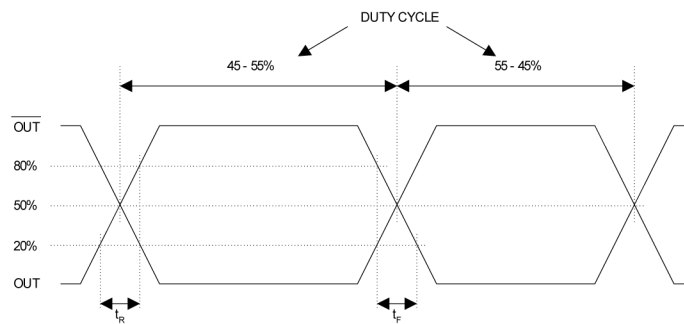 DUTY CYCLE
45 - 55%
55 - 45%
OUT
80%
50%
20%
OUT
tR
tF